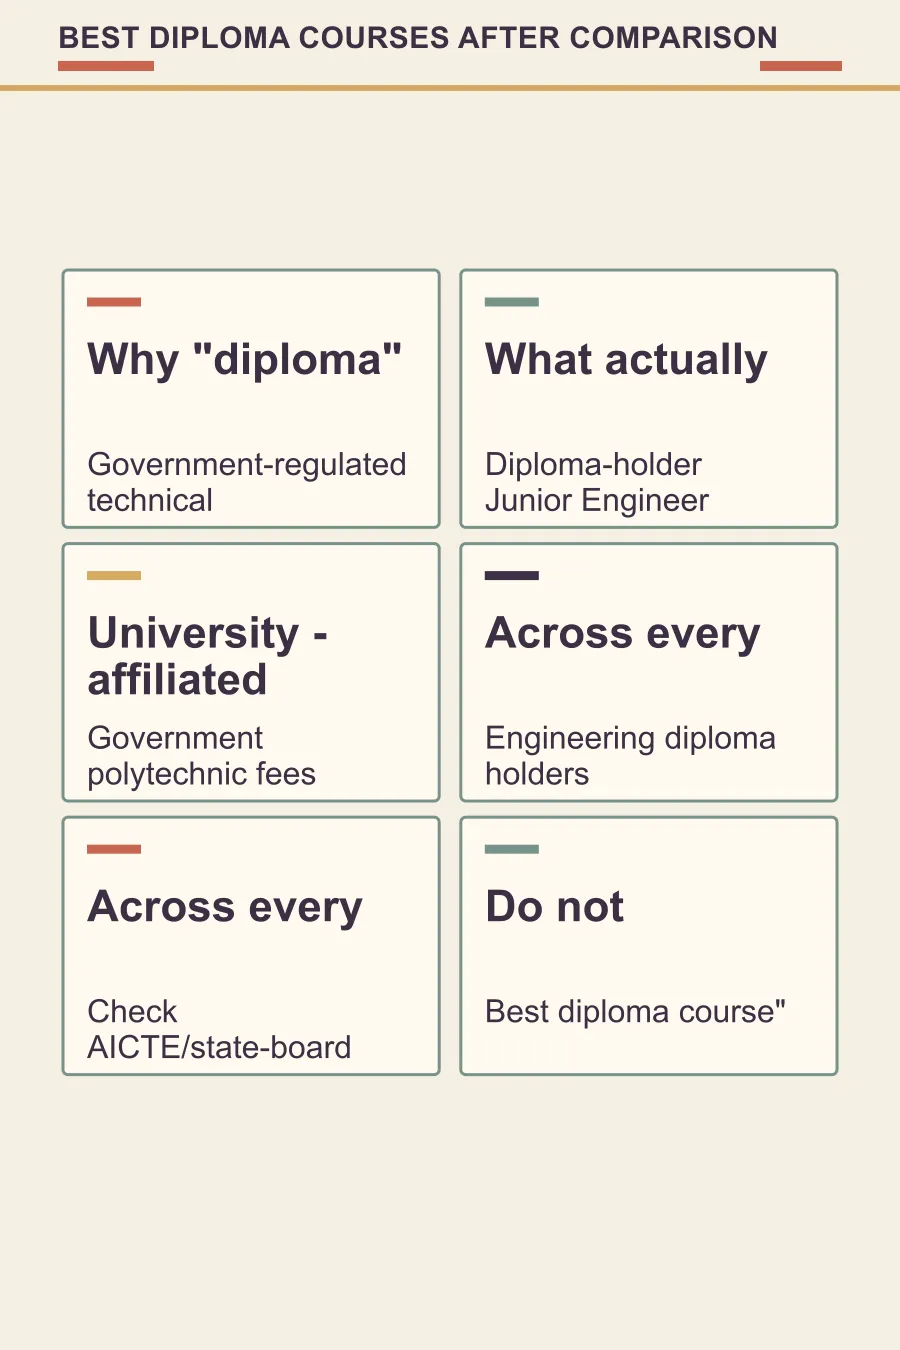 BEST DIPLOMA COURSES AFTER COMPARISON
Why "diploma"
Government-regulated
technical
What actually
Diploma-holder
Junior Engineer
University -
affiliated
Government
polytechnic fees
Across every
Engineering diploma
holders
Across every
Check
AICTE/state-board
Do not
Best diploma course"